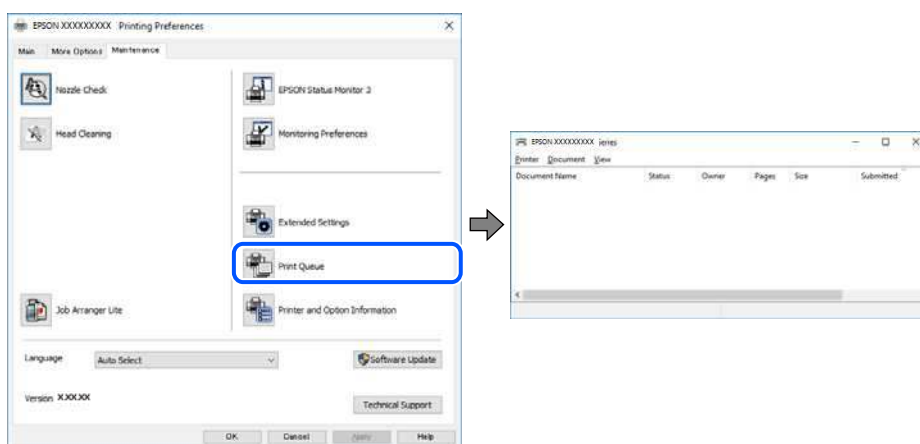 EPSON XXXXXXXXX Printing Preferences
Main More Options Maintenance
Nozzle Check
EPSON Status Monitor 3
Head Cleaning
Monitoring Preferences
Extended Settings
Print Queue
Job Arranger Lite
Printer and Option Information
Language Auto Select
Software Update
Version X.XX.XX
Technical Support
OK Cancel Apply Help
EPSON XXXXXXXXX eries
Printer Document View
Document Name Status Owner Pages Size Submitted